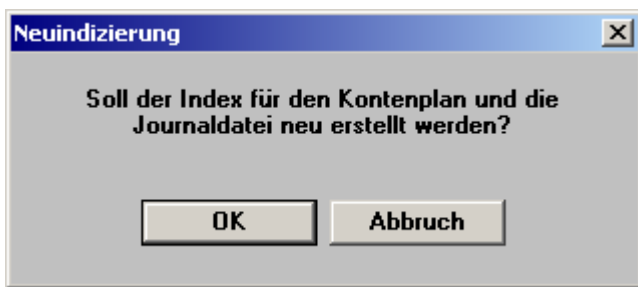 Neuindizierung
Soll der Index für den Kontenplan und die
Journaldatei neu erstellt werden?
OK
Abbruch